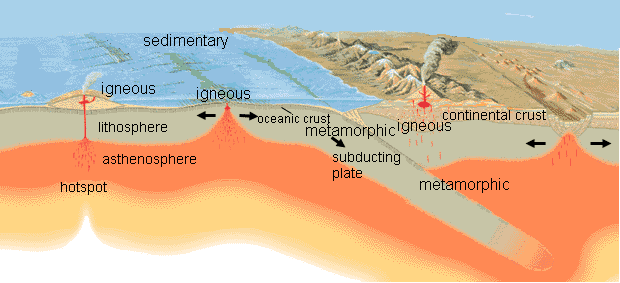 sedimentary
igneous
igneous
oceanic crust
continental crust
lithosphere
metamorphic
igneous
asthenosphere
subducting
plate
hotspot
metamorphic